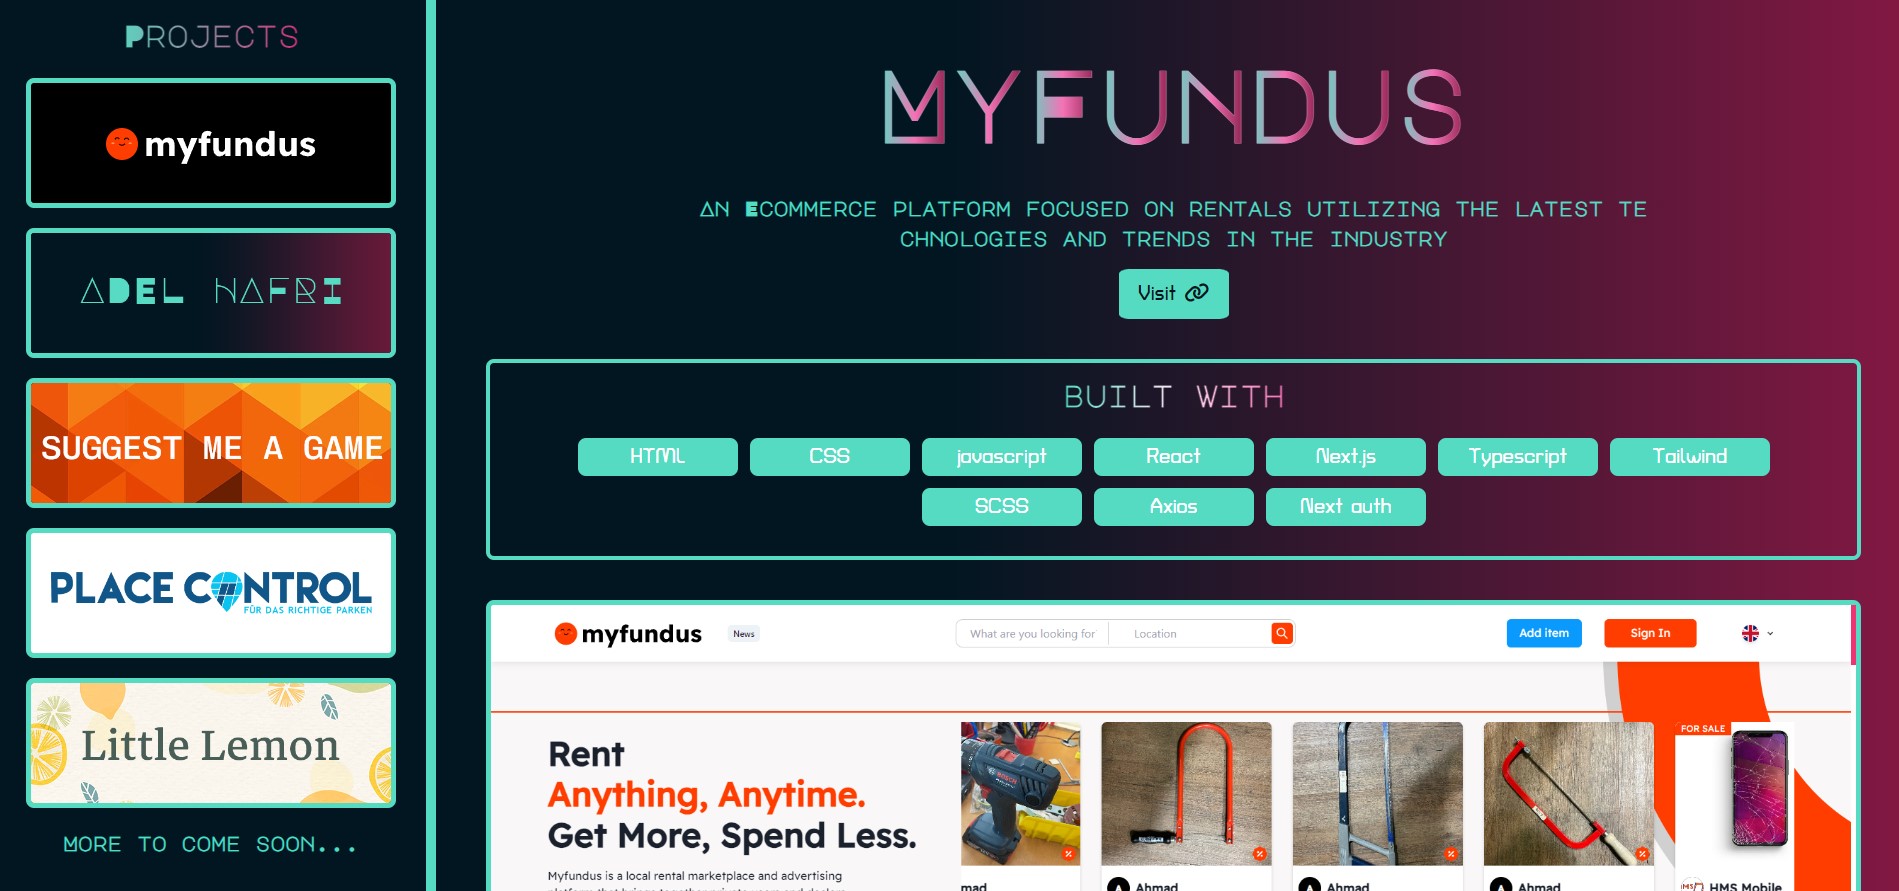 PROJECTS
myfundus
ADEL HAFRI
SUGGEST ME A GAME
PLACE CONTROL
FÜR DAS RICHTIGE PARKEN
Little Lemon
MORE TO COME SOON...
MYFUNDUS
AN ECOMMERCE PLATFORM FOCUSED ON RENTALS UTILIZING THE LATEST TE
CHNOLOGIES AND TRENDS IN THE INDUSTRY
Visit
BUILT WITH
HTML CSS javascript React Next.js Typescript Tailwind
SCSS Axios Next auth
myfundus News What are you looking for Location Add item Sign In
FOR SALE
Rent
Anything, Anytime.
Get More, Spend Less.
Myfundus is a local rental marketplace and advertising
mad Ahmad Ahmad Ahmad HMS HMS Mobile